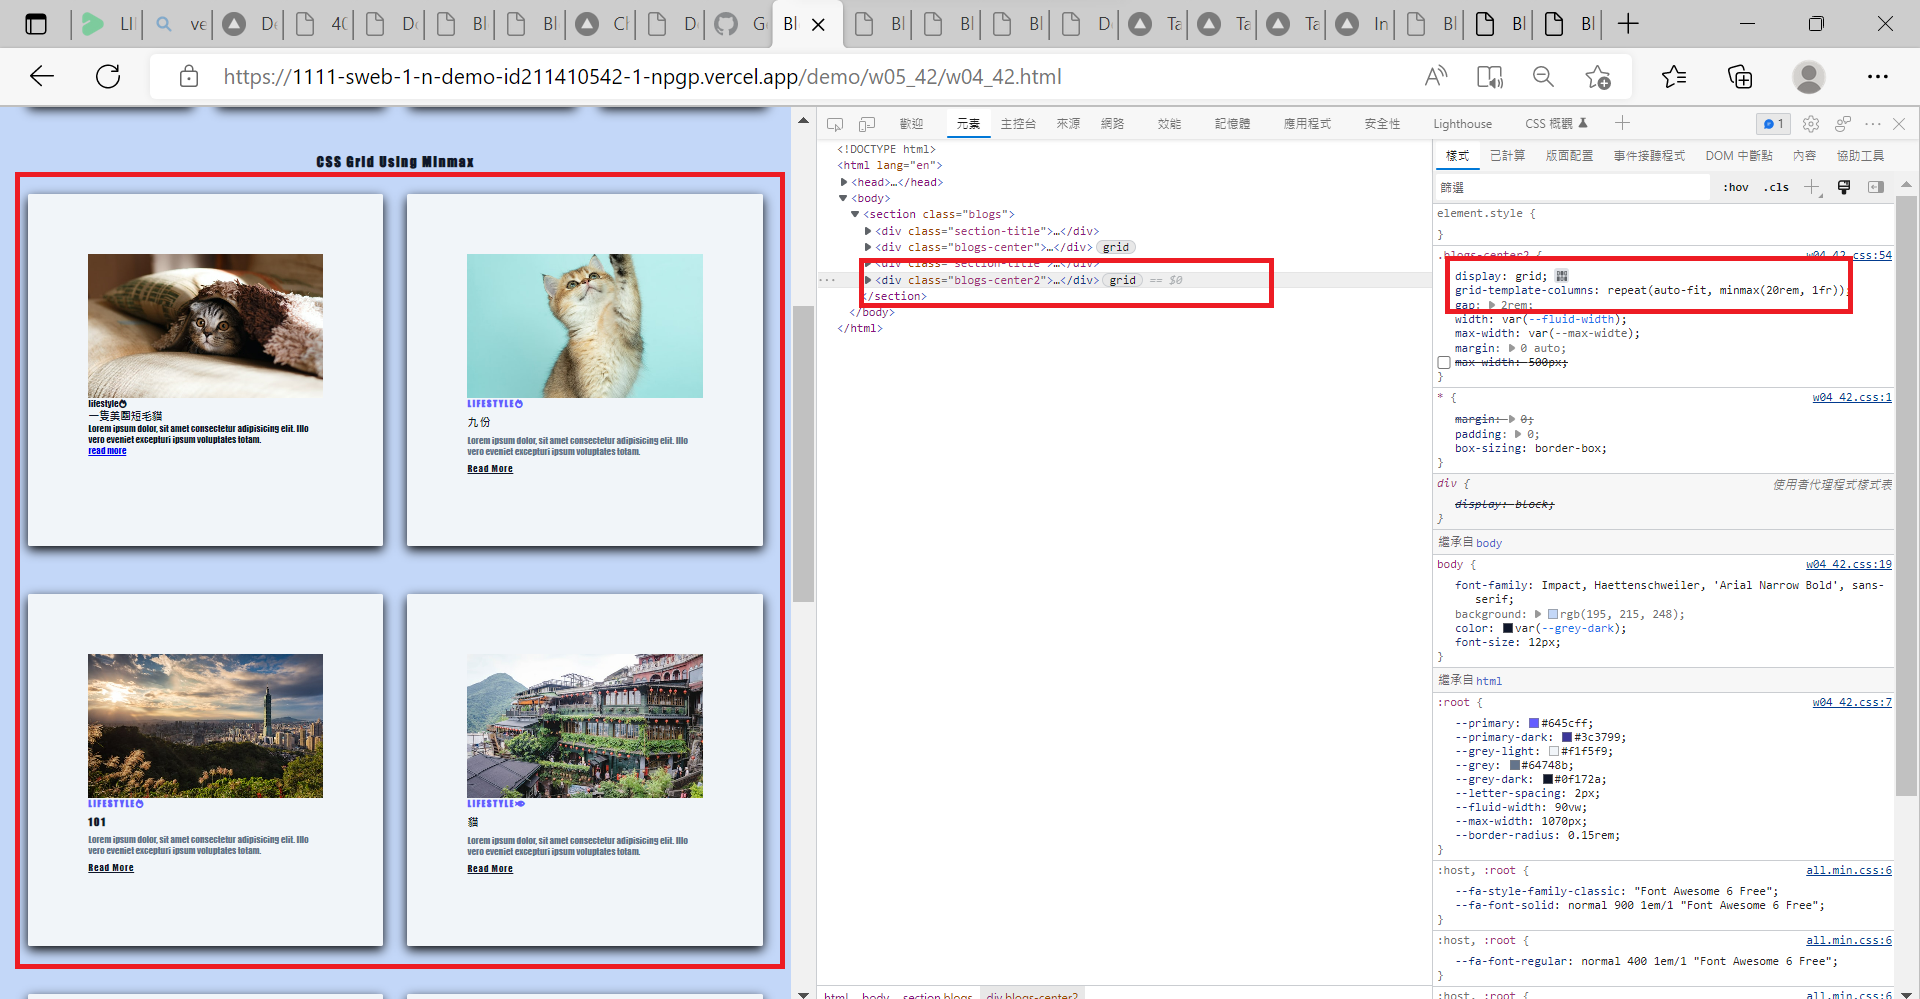 LI
ve
De
40
Do
Bl
Bl
Ch
D
G
Bl
Bl
Bl
Bl
D
Ta
Ta
Ta
In
Bl
Bl
Bl
https://1111-sweb-1-n-demo-id211410542-1-npgp.vercel.app/demo/w05_42/w04_42.html
CSS Grid Using Minmax
lifestyle
一隻美國短毛貓
Lorem ipsum dolor, sit amet consectetur adipisicing elit. Illo
vero eveniet excepturi ipsum voluptates totam.
read more
LIFESTYLE
九份
Lorem ipsum dolor, sit amet consectetur adipisicing elit. Illo
vero eveniet excepturi ipsum voluptates totam.
Read More
LIFESTYLE
101
Lorem ipsum dolor, sit amet consectetur adipisicing elit. Illo
vero eveniet excepturi ipsum voluptates totam.
Read More
LIFESTYLE
貓
Lorem ipsum dolor, sit amet consectetur adipisicing elit. Illo
vero eveniet excepturi ipsum voluptates totam.
Read More
歡迎 元素 主控台 來源 網路 效能 記憶體 應用程式 安全性 Lighthouse CSS 概觀 1
<!DOCTYPE html>
<html lang="en">
<head>…</head>
<body>
<section class="blogs">
<div class="section-title">…</div>
<div class="blogs-center">…</div> grid
<div class="section-title">…</div>
<div class="blogs-center2">…</div> grid == $0
</section>
</body>
</html>
html body section.blogs div.blogs-center2
樣式 已計算 版面配置 事件接聽程式 DOM 中斷點 內容 協助工具
篩選 :hov .cls
element.style {
}
.blogs-center2 { w04_42.css:54
display: grid;
grid-template-columns: repeat(auto-fit, minmax(20rem, 1fr));
gap: 2rem;
width: var(--fluid-width);
max-width: var(--max-widte);
margin: 0 auto;
max-width: 500px;
}
* { w04_42.css:1
margin: 0;
padding: 0;
box-sizing: border-box;
}
div { 使用者代理程式樣式表
display: block;
}
繼承自 body
body { w04_42.css:19
font-family: Impact, Haettenschweiler, 'Arial Narrow Bold', sans-
serif;
background: rgb(195, 215, 248);
color: var(--grey-dark);
font-size: 12px;
}
繼承自 html
:root { w04_42.css:7
--primary: #645cff;
--primary-dark: #3c3799;
--grey-light: #f1f5f9;
--grey: #64748b;
--grey-dark: #0f172a;
--letter-spacing: 2px;
--fluid-width: 90vw;
--max-width: 1070px;
--border-radius: 0.15rem;
}
:host, :root { all.min.css:6
--fa-style-family-classic: "Font Awesome 6 Free";
--fa-font-solid: normal 900 1em/1 "Font Awesome 6 Free";
}
:host, :root { all.min.css:6
--fa-font-regular: normal 400 1em/1 "Font Awesome 6 Free";
}
:host, :root { all.min.css:6